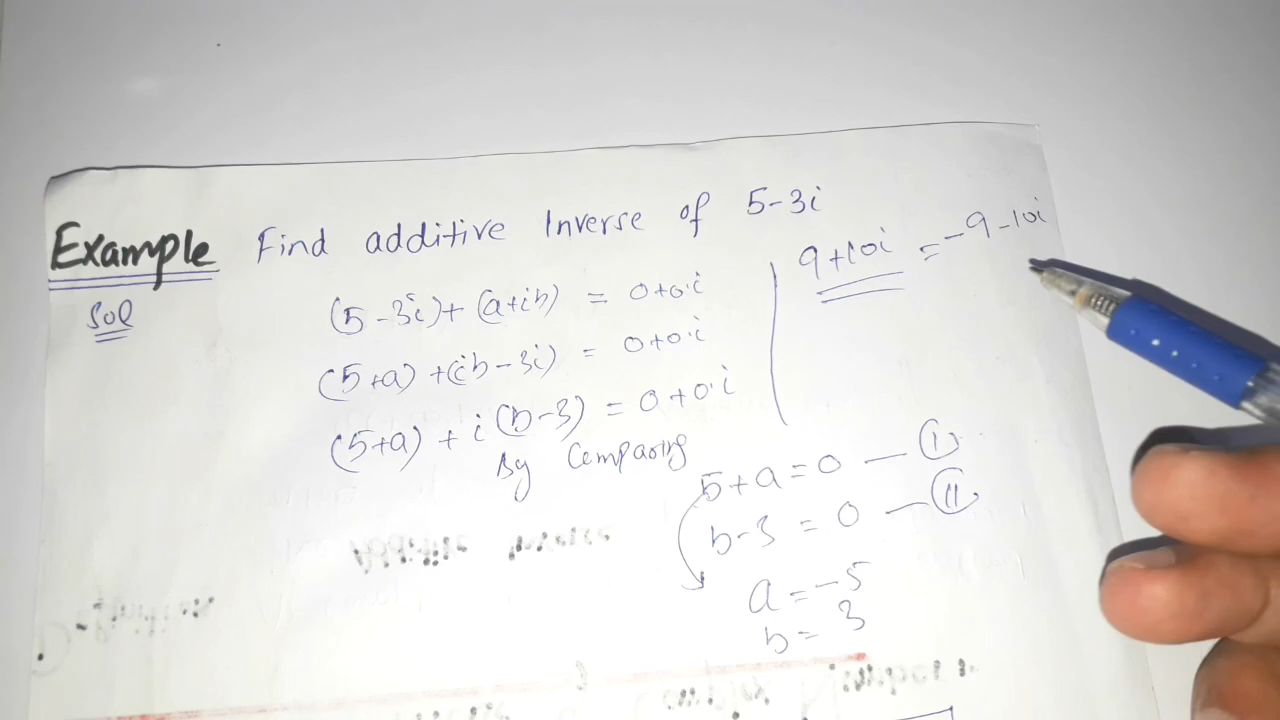 Example Find additive Inverse of 5-3i
Sol
(5-3i)+(a+ib) = 0+0.i
(5+a)+(ib-3i) = 0+0.i
(5+a)+i(b-3) = 0+0.i
By Comparing
9+10i = -9-10i
5+a=0 — (I)
b-3 = 0 — (II)
a = -5
b = 3